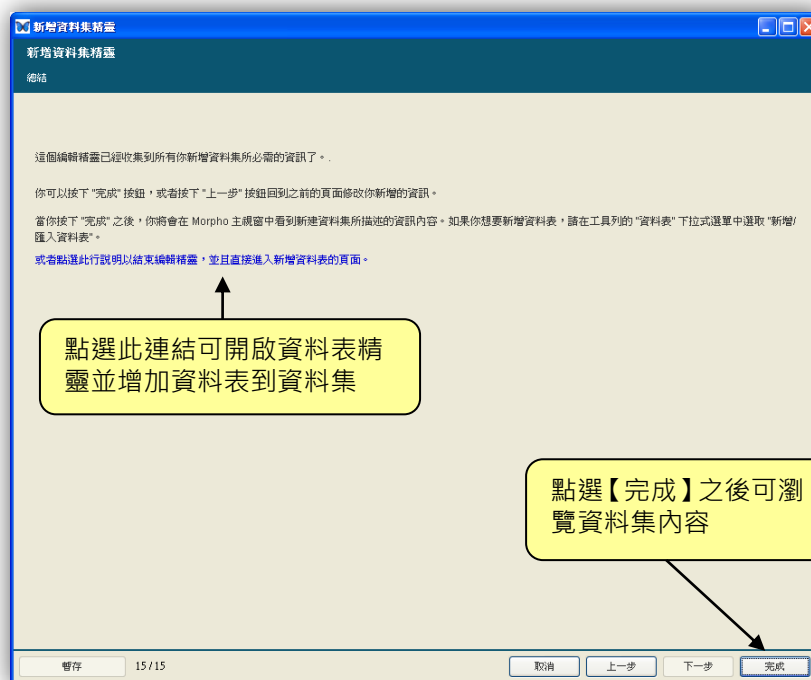 新增資料集精靈
新增資料集精靈
總結
這個編輯精靈已經收集到所有你新增資料集所必需的資訊了。.
你可以按下 "完成" 按鈕，或者按下 "上一步" 按鈕回到之前的頁面修改你新增的資訊。
當你按下 "完成" 之後，你將會在 Morpho 主視窗中看到新建資料集所描述的資訊內容。如果你想要新增資料表，請在工具列的 "資料表" 下拉式選單中選取 "新增/
匯入資料表"。
或者點選此行說明以結束編輯精靈，並且直接進入新增資料表的頁面。
點選此連結可開啟資料表精
靈並增加資料表到資料集
點選【完成】之後可瀏
覽資料集內容
暫存 15/15 取消 上一步 下一步 完成